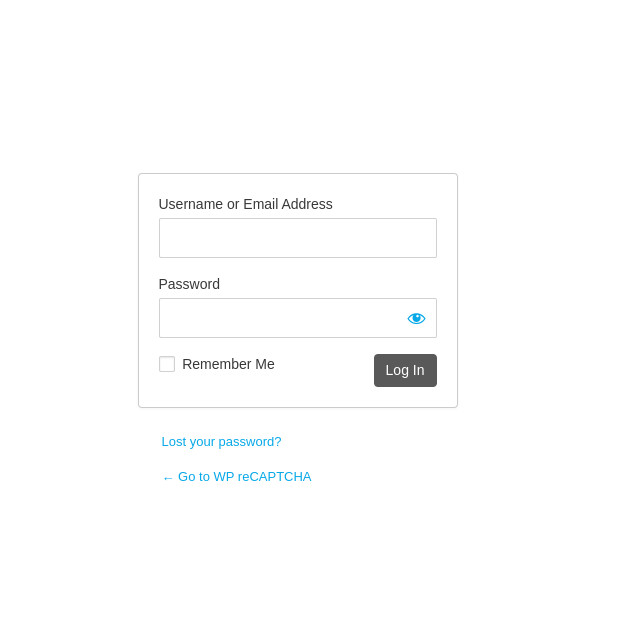 Username or Email Address
Password
Remember Me
Log In
Lost your password?
← Go to WP reCAPTCHA